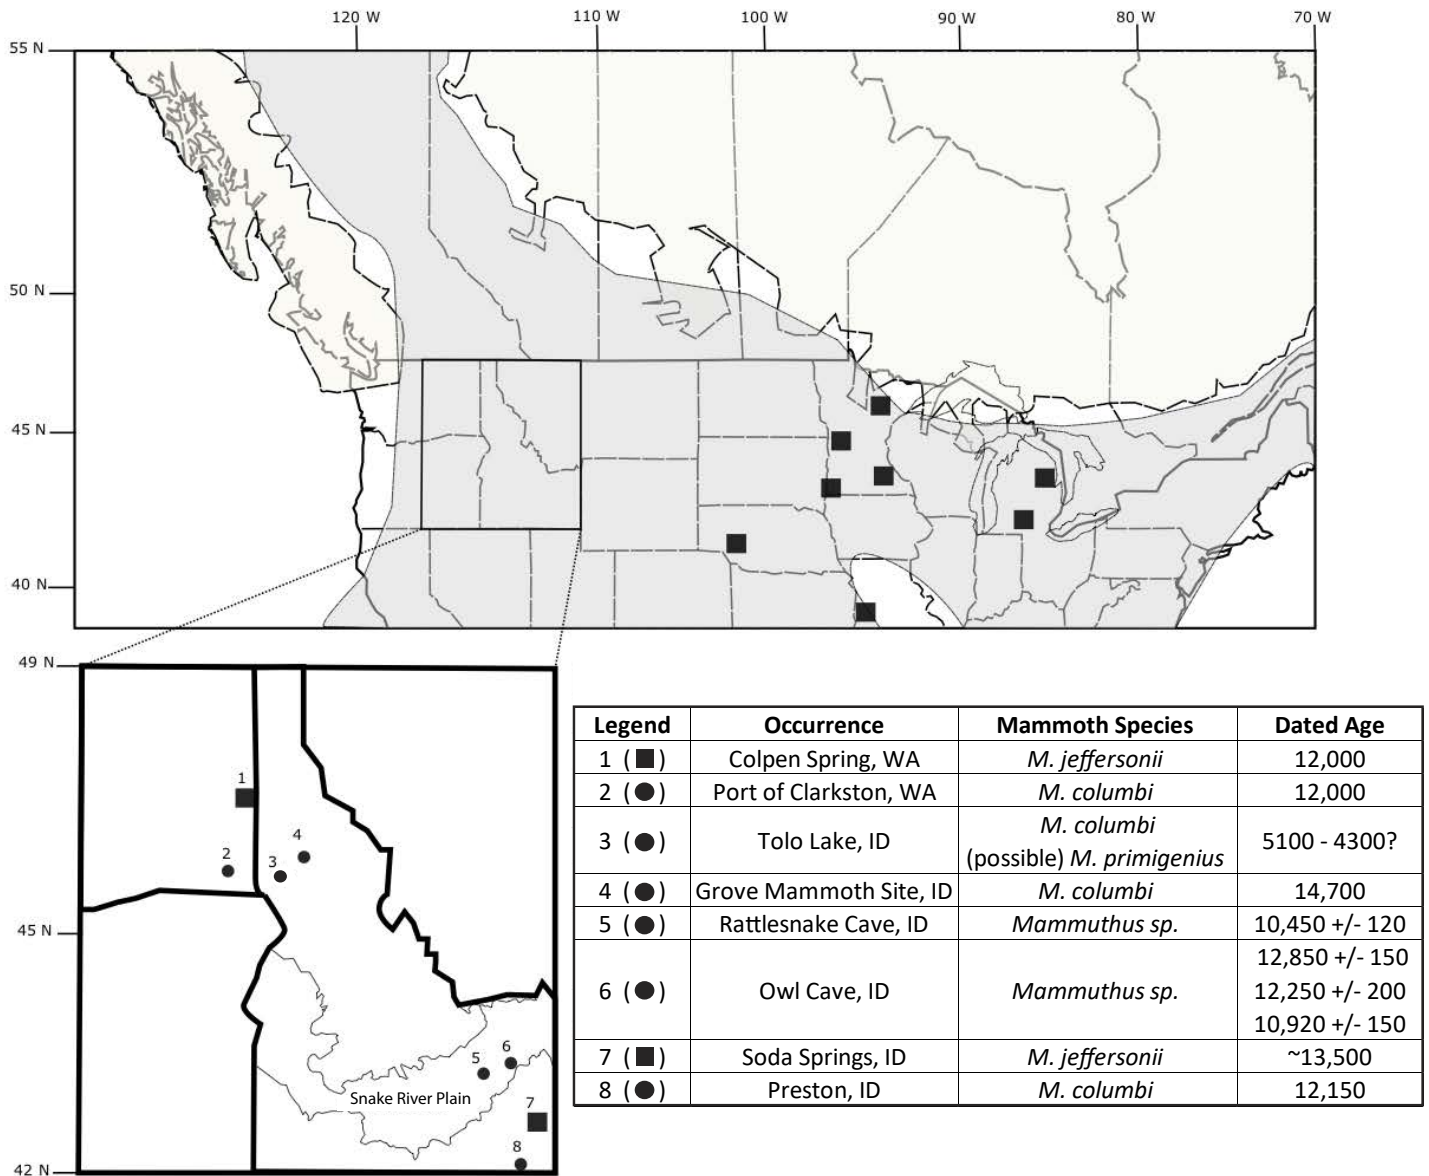 120 W 110 W 100 W 90 W 80 W 70 W
55 N
50 N
45 N
40 N
49 N
45 N
42 N
1
2
3
4
5
6
7
8
Snake River Plain
Legend Occurrence Mammoth Species Dated Age
1 (■) Colpen Spring, WA M. jeffersonii 12,000
2 (●) Port of Clarkston, WA M. columbi 12,000
3 (●) Tolo Lake, ID M. columbi
(possible) M. primigenius 5100 - 4300?
4 (●) Grove Mammoth Site, ID M. columbi 14,700
5 (●) Rattlesnake Cave, ID Mammuthus sp. 10,450 +/- 120
6 (●) Owl Cave, ID Mammuthus sp. 12,850 +/- 150
12,250 +/- 200
10,920 +/- 150
7 (■) Soda Springs, ID M. jeffersonii ~13,500
8 (●) Preston, ID M. columbi 12,150